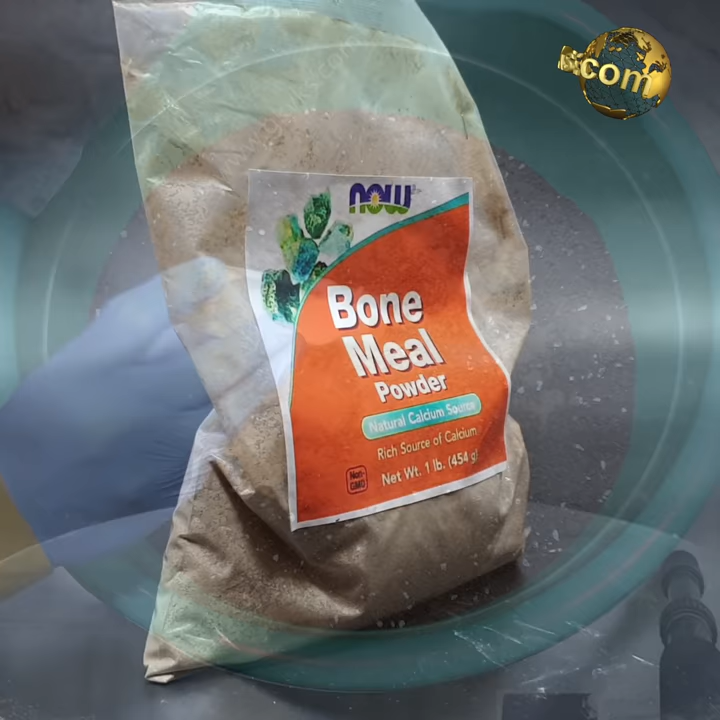 .com
NOW
Bone
Meal
Powder
Natural Calcium Source
Rich Source of Calcium
Non-
GMO
Net Wt. 1 lb. (454 g)